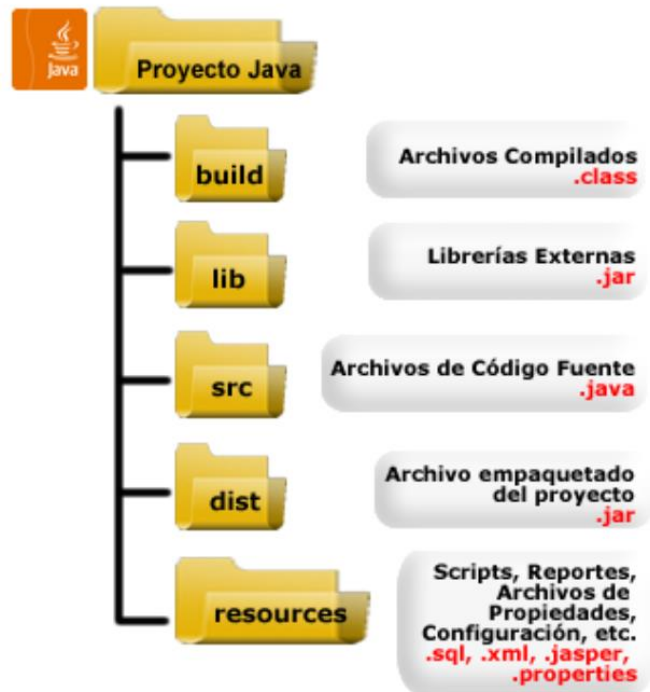 Java
Proyecto Java
build
Archivos Compilados
.class
lib
Librerías Externas
.jar
src
Archivos de Código Fuente
.java
dist
Archivo empaquetado
del proyecto
.jar
resources
Scripts, Reportes,
Archivos de
Propiedades,
Configuración, etc.
.sql, .xml, .jasper,
.properties